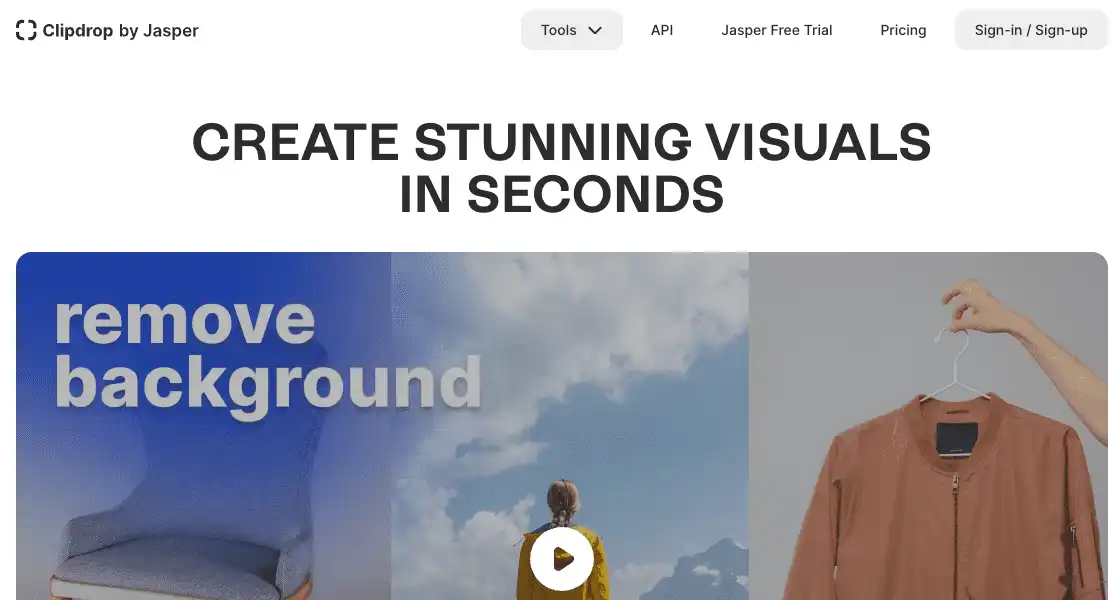 Clipdrop by Jasper
Tools
API
Jasper Free Trial
Pricing
Sign-in / Sign-up
CREATE STUNNING VISUALS
IN SECONDS
remove
background